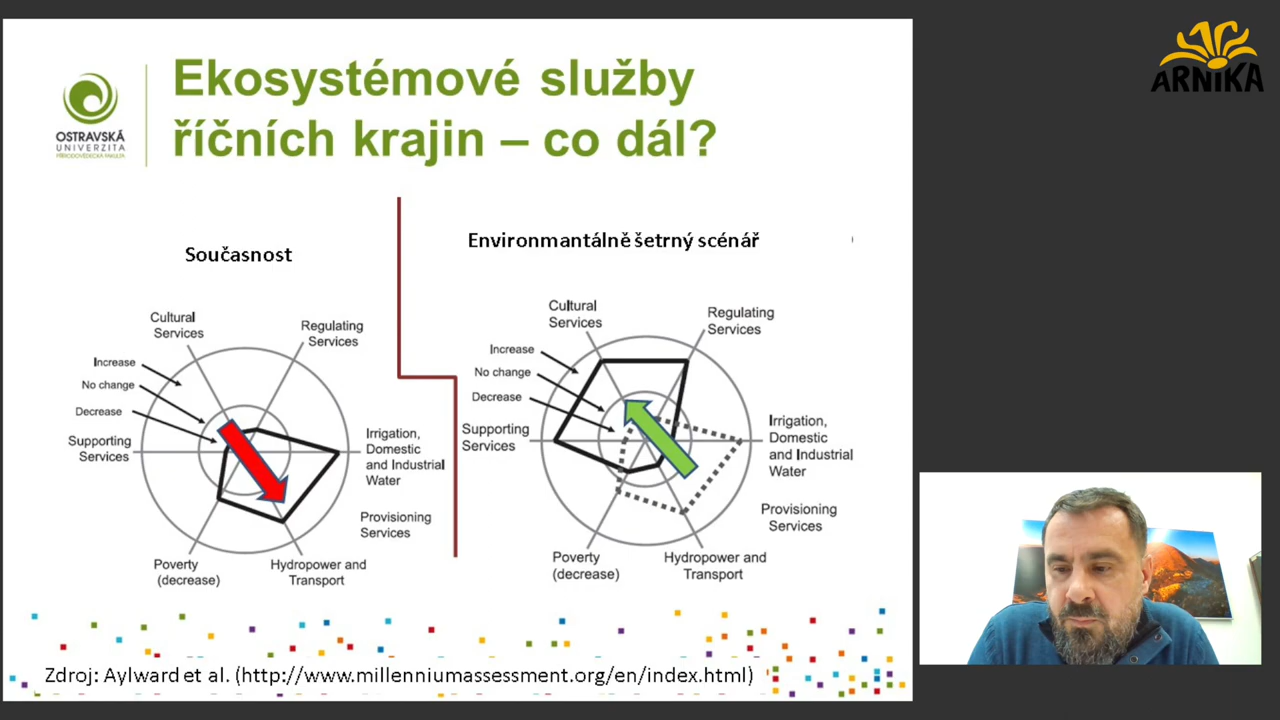 Ekosystémové služby
říčních krajin – co dál?
OSTRAVSKÁ
UNIVERZITA
PŘÍRODOVĚDECKÁ FAKULTA
ARNIKA
Současnost
Cultural
Services
Regulating
Services
Increase
No change
Decrease
Supporting
Services
Irrigation,
Domestic
and Industrial
Water
Provisioning
Services
Poverty
(decrease)
Hydropower and
Transport
Environmantálně šetrný scénář
Cultural
Services
Regulating
Services
Increase
No change
Decrease
Supporting
Services
Irrigation,
Domestic
and Industrial
Water
Provisioning
Services
Poverty
(decrease)
Hydropower and
Transport
Zdroj: Aylward et al. (http://www.millenniumassessment.org/en/index.html)